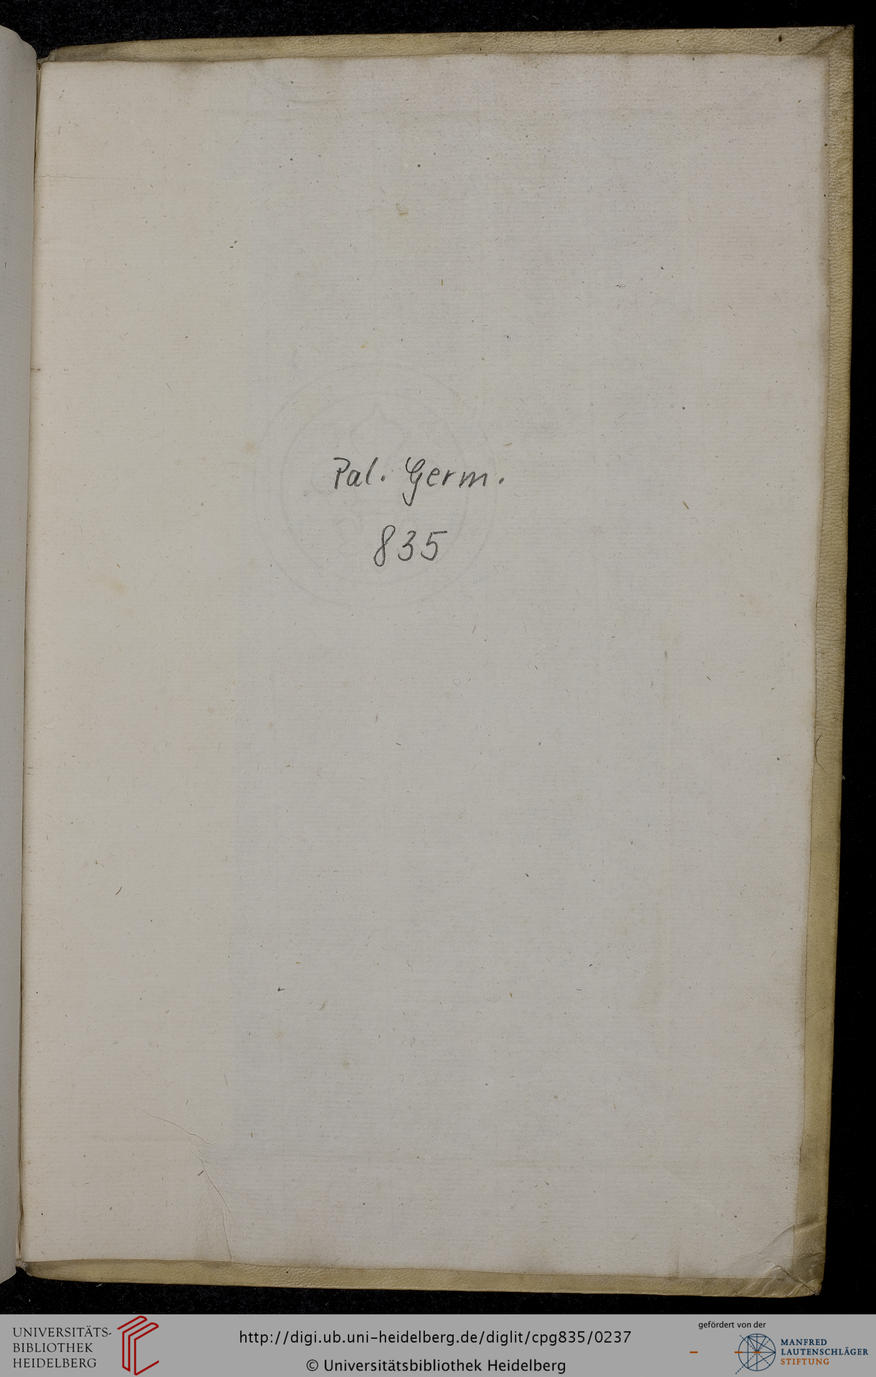 Pal. Germ.
835
UNIVERSITÄTS-
BIBLIOTHEK
HEIDELBERG
http://digi.ub.uni-heidelberg.de/diglit/cpg835/0237
© Universitätsbibliothek Heidelberg
gefördert von der
MANFRED
LAUTENSCHLÄGER
STIFTUNG